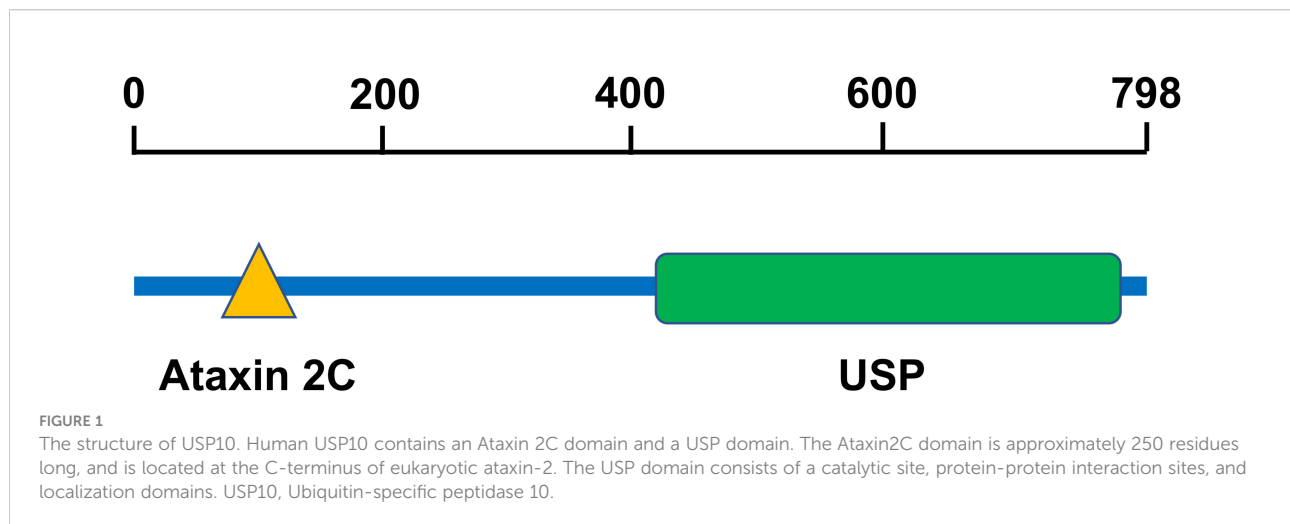 0 200 400 600 798
Ataxin 2C USP
FIGURE 1
The structure of USP10. Human USP10 contains an Ataxin 2C domain and a USP domain. The Ataxin2C domain is approximately 250 residues
long, and is located at the C-terminus of eukaryotic ataxin-2. The USP domain consists of a catalytic site, protein-protein interaction sites, and
localization domains. USP10, Ubiquitin-specific peptidase 10.